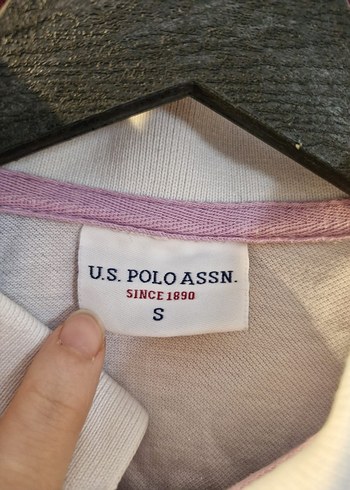 U.S. POLO ASSN.
SINCE 1890
S